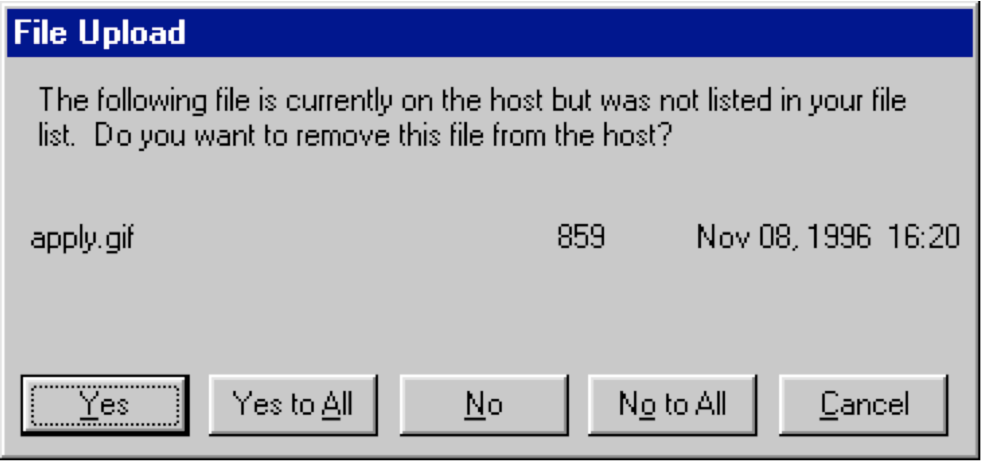 File Upload
The following file is currently on the host but was not listed in your file
list.  Do you want to remove this file from the host?
apply.gif 859 Nov 08, 1996 16:20
Yes Yes to All No No to All Cancel